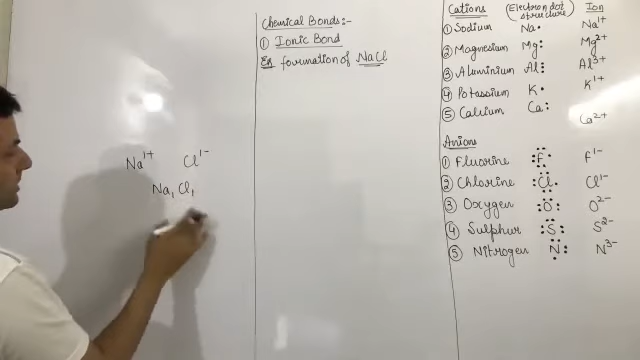 Na¹⁺ Cl¹⁻
Na₁ Cl₁
Chemical Bonds:-
① Ionic Bond
Ex formation of NaCl
Cations (Electron dot structure) Ion
① Sodium Na• Na¹⁺
② Magnesium Mg: Mg²⁺
③ Aluminium Al⋮ Al³⁺
④ Potassium K• K¹⁺
⑤ Calcium Ca: Ca²⁺
Anions
① Fluorine :F• F¹⁻
② Chlorine :Cl• Cl¹⁻
③ Oxygen :O: O²⁻
④ Sulphur :S: S²⁻
⑤ Nitrogen N: N³⁻